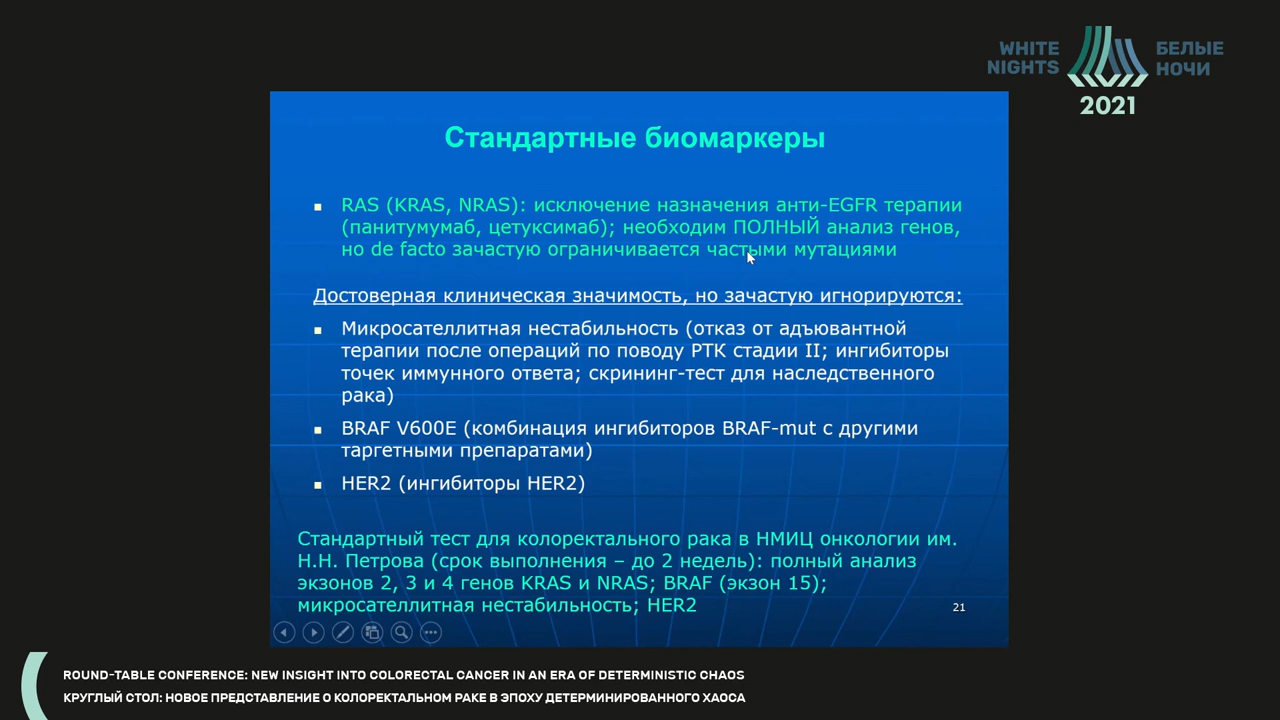 WHITE
NIGHTS
БЕЛЫЕ
НОЧИ
2021
Стандартные биомаркеры
RAS (KRAS, NRAS): исключение назначения анти-EGFR терапии
(панитумумаб, цетуксимаб); необходим ПОЛНЫЙ анализ генов,
но de facto зачастую ограничивается частыми мутациями
Достоверная клиническая значимость, но зачастую игнорируются:
Микросателлитная нестабильность (отказ от адъювантной
терапии после операций по поводу РТК стадии II; ингибиторы
точек иммунного ответа; скрининг-тест для наследственного
рака)
BRAF V600E (комбинация ингибиторов BRAF-mut с другими
таргетными препаратами)
HER2 (ингибиторы HER2)
Стандартный тест для колоректального рака в НМИЦ онкологии им.
Н.Н. Петрова (срок выполнения – до 2 недель): полный анализ
экзонов 2, 3 и 4 генов KRAS и NRAS; BRAF (экзон 15);
микросателлитная нестабильность; HER2
21
ROUND-TABLE CONFERENCE: NEW INSIGHT INTO COLORECTAL CANCER IN AN ERA OF DETERMINISTIC CHAOS
КРУГЛЫЙ СТОЛ: НОВОЕ ПРЕДСТАВЛЕНИЕ О КОЛОРЕКТАЛЬНОМ РАКЕ В ЭПОХУ ДЕТЕРМИНИРОВАННОГО ХАОСА